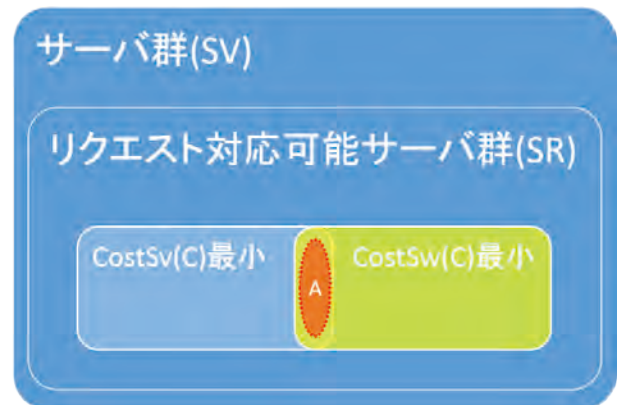 サーバ群(SV)
リクエスト対応可能サーバ群(SR)
CostSv(C)最小
A
CostSw(C)最小